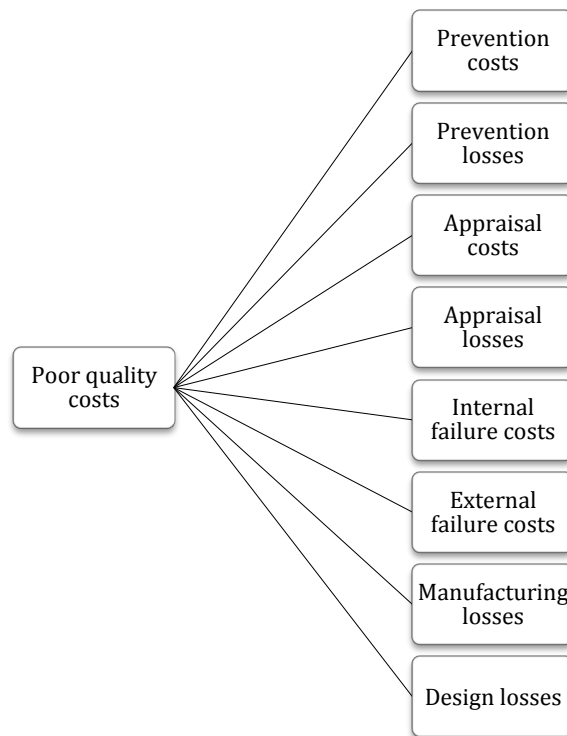 Prevention
costs
Prevention
losses
Appraisal
costs
Appraisal
losses
Poor quality
costs
Internal
failure costs
External
failure costs
Manufacturing
losses
Design losses